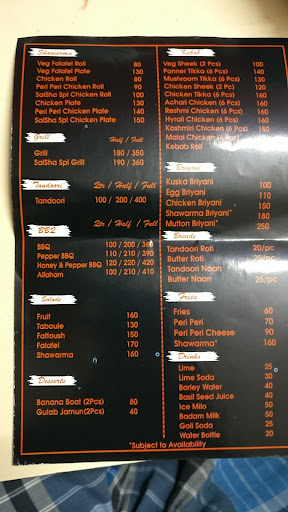 Shawarma
Veg Falafel Roll 80
Veg Falafel Plate 130
Chicken Roll 80
Peri Peri Chicken Roll 90
SalSha Spl Chicken Roll 100
Chicken Plate 130
Peri Peri Chicken Plate 140
SalSha Spl Chicken Plate 150
Grill Half / Full
Grill 180 / 350
SalSha Spl Grill 190 / 360
Tandoori Qtr / Half / Full
Tandoori 100 / 200 / 400
BBQ Qtr / Half / Full
BBQ 100 / 200 / 380
Pepper BBQ 110 / 210 / 390
Honey & Pepper BBQ 120 / 220 / 420
Alfaham 100 / 210 / 410
Salads
Fruit 160
Taboule 130
Fattoush 150
Falafel 170
Shawarma 160
Desserts
Banana Boat (2Pcs) 80
Gulab Jamun(2Pcs) 40
Kebab
Veg Sheek (2 Pcs) 100
Panner Tikka (6 Pcs) 140
Mushroom Tikka (6 Pcs) 130
Chicken Sheek (2 Pc) 120
Chicken Tikka (6 Pcs) 160
Achari Chicken (6 Pcs) 160
Reshmi Chicken (6 Pcs) 160
Hyrali Chicken (6 Pcs) 160
Kashmiri Chicken (6 Pcs) 160
Malai Chicken (6 Pcs) 160
Kebab Roll
Briyani
Kuska Briyani 100
Egg Briyani 110
Chicken Briyani 150
Shawarma Briyani* 180
Mutton Briyani* 250
Breads
Tandoori Roti 20/pc
Butter Roti 25/pc
Tandoori Naan
Butter Naan 25/pc
Fries
Fries 60
Peri Peri 70
Peri Peri Cheese 90
Shawarma* 160
Drinks
Lime 25
Lime Soda 30
Barley Water 40
Basil Seed Juice 40
Ice Milo 50
Badam Milk 50
Goli Soda 25
Water Bottle 20
*Subject to Availability